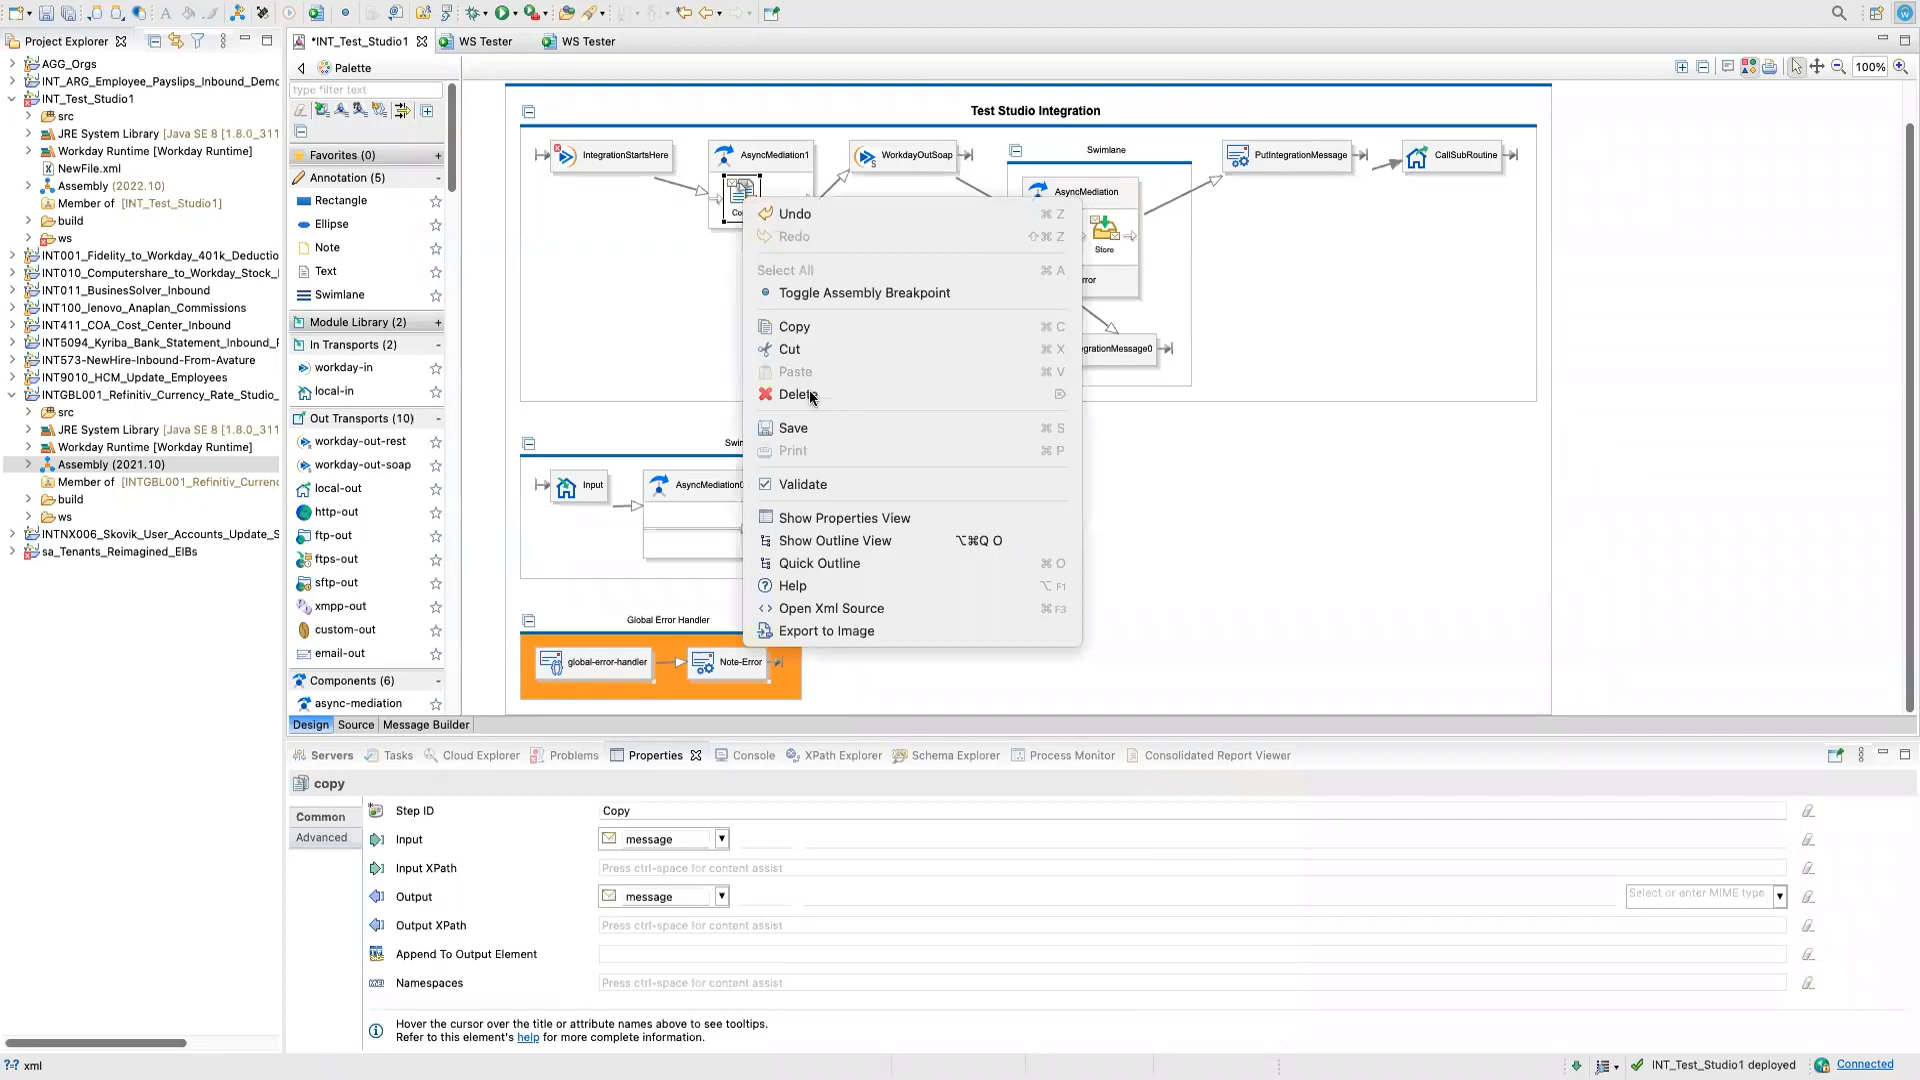 Project Explorer
*INT_Test_Studio1
WS Tester
WS Tester
Palette
type filter text
100%
AGG_Orgs
INT_ARG_Employee_Payslips_Inbound_Demo
INT_Test_Studio1
src
JRE System Library [Java SE 8 [1.8.0_311
Workday Runtime [Workday Runtime]
NewFile.xml
Assembly (2022.10)
Member of [INT_Test_Studio1]
build
ws
INT001_Fidelity_to_Workday_401k_Deductio
INT010_Computershare_to_Workday_Stock_
INT011_BusinesSolver_Inbound
INT100_lenovo_Anaplan_Commissions
INT411_COA_Cost_Center_Inbound
INT5094_Kyriba_Bank_Statement_Inbound_
INT573-NewHire-Inbound-From-Avature
INT9010_HCM_Update_Employees
INTGBL001_Refinitiv_Currency_Rate_Studio_
src
JRE System Library [Java SE 8 [1.8.0_311
Workday Runtime [Workday Runtime]
Assembly (2021.10)
Member of [INTGBL001_Refinitiv_Currenc
build
ws
INTNX006_Skovik_User_Accounts_Update_S
sa_Tenants_Reimagined_EIBs
Favorites (0)
Annotation (5)
Rectangle
Ellipse
Note
Text
Swimlane
Module Library (2)
In Transports (2)
workday-in
local-in
Out Transports (10)
workday-out-rest
workday-out-soap
local-out
http-out
ftp-out
ftps-out
sftp-out
xmpp-out
custom-out
email-out
Components (6)
async-mediation
Test Studio Integration
IntegrationStartsHere
AsyncMediation1
WorkdayOutSoap
Swimlane
AsyncMediation
PutIntegrationMessage
CallSubRoutine
Co
Store
rror
egrationMessage0
Swi
Input
AsyncMediation0
Global Error Handler
global-error-handler
Note-Error
Undo ⌘ Z
Redo ⇧⌘ Z
Select All ⌘ A
Toggle Assembly Breakpoint
Copy ⌘ C
Cut ⌘ X
Paste ⌘ V
Delete ⌦
Save ⌘ S
Print ⌘ P
Validate
Show Properties View
Show Outline View ⌥⌘Q O
Quick Outline ⌘ O
Help ⌥ F1
Open Xml Source ⌘ F3
Export to Image
Design
Source
Message Builder
Servers
Tasks
Cloud Explorer
Problems
Properties
Console
XPath Explorer
Schema Explorer
Process Monitor
Consolidated Report Viewer
copy
Common
Advanced
Step ID
Copy
Input
message
Input XPath
Press ctrl-space for content assist
Output
message
Select or enter MIME type
Output XPath
Press ctrl-space for content assist
Append To Output Element
Namespaces
Press ctrl-space for content assist
Hover the cursor over the title or attribute names above to see tooltips.
Refer to this element's help for more complete information.
xml
INT_Test_Studio1 deployed
Connected